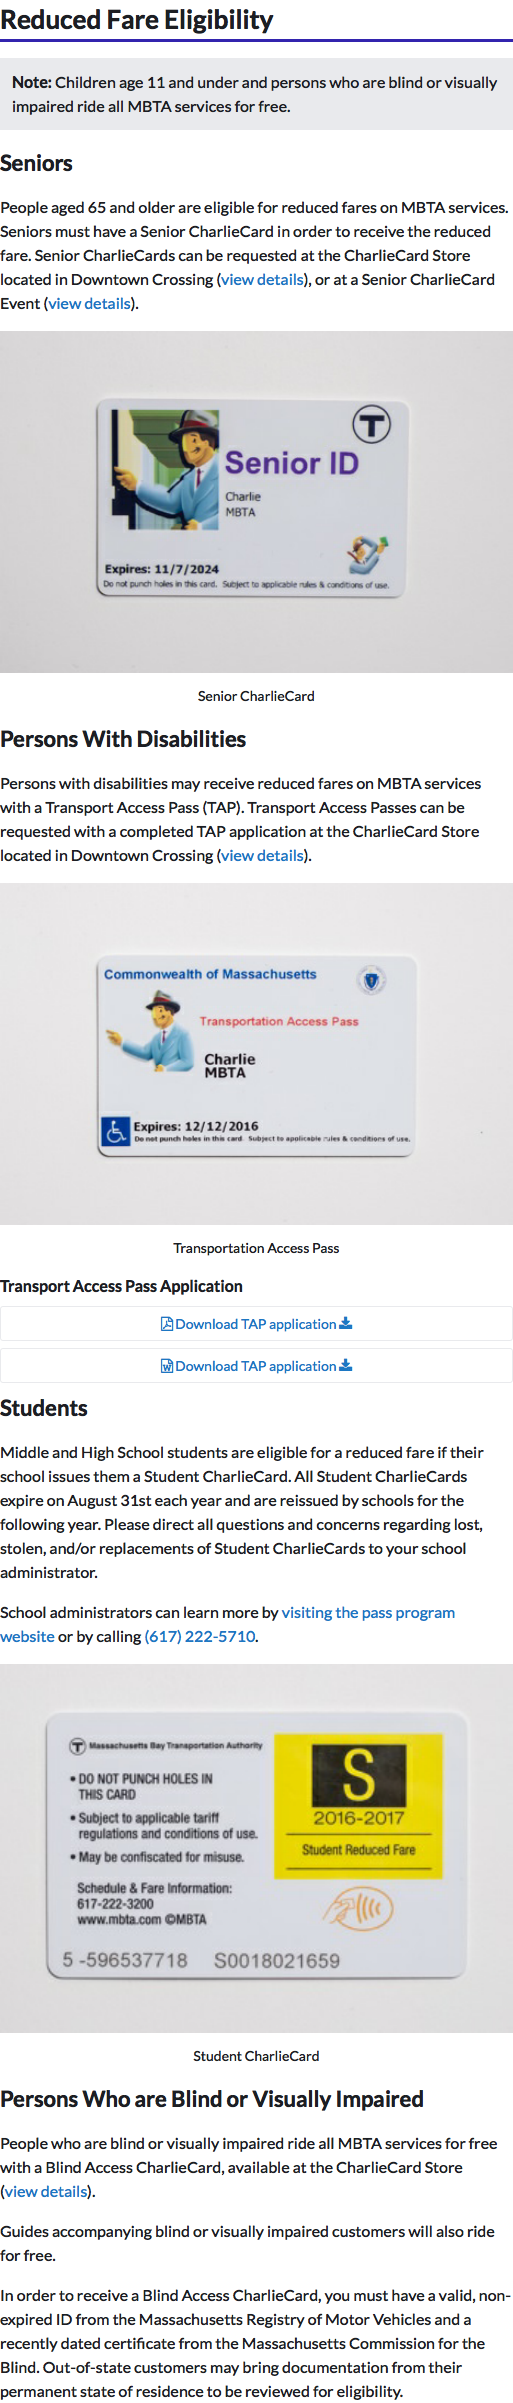 Reduced Fare Eligibility
Note: Children age 11 and under and persons who are blind or visually
impaired ride all MBTA services for free.
Seniors
People aged 65 and older are eligible for reduced fares on MBTA services.
Seniors must have a Senior CharlieCard in order to receive the reduced
fare. Senior CharlieCards can be requested at the CharlieCard Store
located in Downtown Crossing (view details), or at a Senior CharlieCard
Event (view details).
T
Senior ID
Charlie
MBTA
Expires: 11/7/2024
Do not punch holes in this card. Subject to applicable rules & conditions of use.
Senior CharlieCard
Persons With Disabilities
Persons with disabilities may receive reduced fares on MBTA services
with a Transport Access Pass (TAP). Transport Access Passes can be
requested with a completed TAP application at the CharlieCard Store
located in Downtown Crossing (view details).
Commonwealth of Massachusetts
Transportation Access Pass
Charlie
MBTA
Expires: 12/12/2016
Do not punch holes in this card. Subject to applicable rules & conditions of use.
Transportation Access Pass
Transport Access Pass Application
Download TAP application
Download TAP application
Students
Middle and High School students are eligible for a reduced fare if their
school issues them a Student CharlieCard. All Student CharlieCards
expire on August 31st each year and are reissued by schools for the
following year. Please direct all questions and concerns regarding lost,
stolen, and/or replacements of Student CharlieCards to your school
administrator.
School administrators can learn more by visiting the pass program
website or by calling (617) 222-5710.
T Massachusetts Bay Transportation Authority
• DO NOT PUNCH HOLES IN
THIS CARD
• Subject to applicable tariff
regulations and conditions of use.
• May be confiscated for misuse.
Schedule & Fare Information:
617-222-3200
www.mbta.com ©MBTA
S
2016-2017
Student Reduced Fare
5 -596537718 S0018021659
Student CharlieCard
Persons Who are Blind or Visually Impaired
People who are blind or visually impaired ride all MBTA services for free
with a Blind Access CharlieCard, available at the CharlieCard Store
(view details).
Guides accompanying blind or visually impaired customers will also ride
for free.
In order to receive a Blind Access CharlieCard, you must have a valid, non-
expired ID from the Massachusetts Registry of Motor Vehicles and a
recently dated certificate from the Massachusetts Commission for the
Blind. Out-of-state customers may bring documentation from their
permanent state of residence to be reviewed for eligibility.